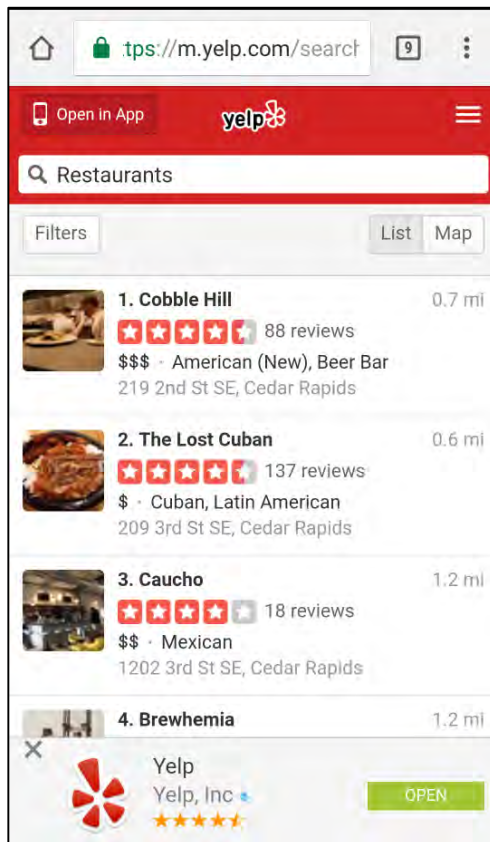 tps://m.yelp.com/search 9
Open in App yelp
Restaurants
Filters List Map
1. Cobble Hill 0.7 mi
88 reviews
$$$ · American (New), Beer Bar
219 2nd St SE, Cedar Rapids
2. The Lost Cuban 0.6 mi
137 reviews
$ · Cuban, Latin American
209 3rd St SE, Cedar Rapids
3. Caucho 1.2 mi
18 reviews
$$ · Mexican
1202 3rd St SE, Cedar Rapids
4. Brewhemia 1.2 mi
Yelp
Yelp, Inc
OPEN